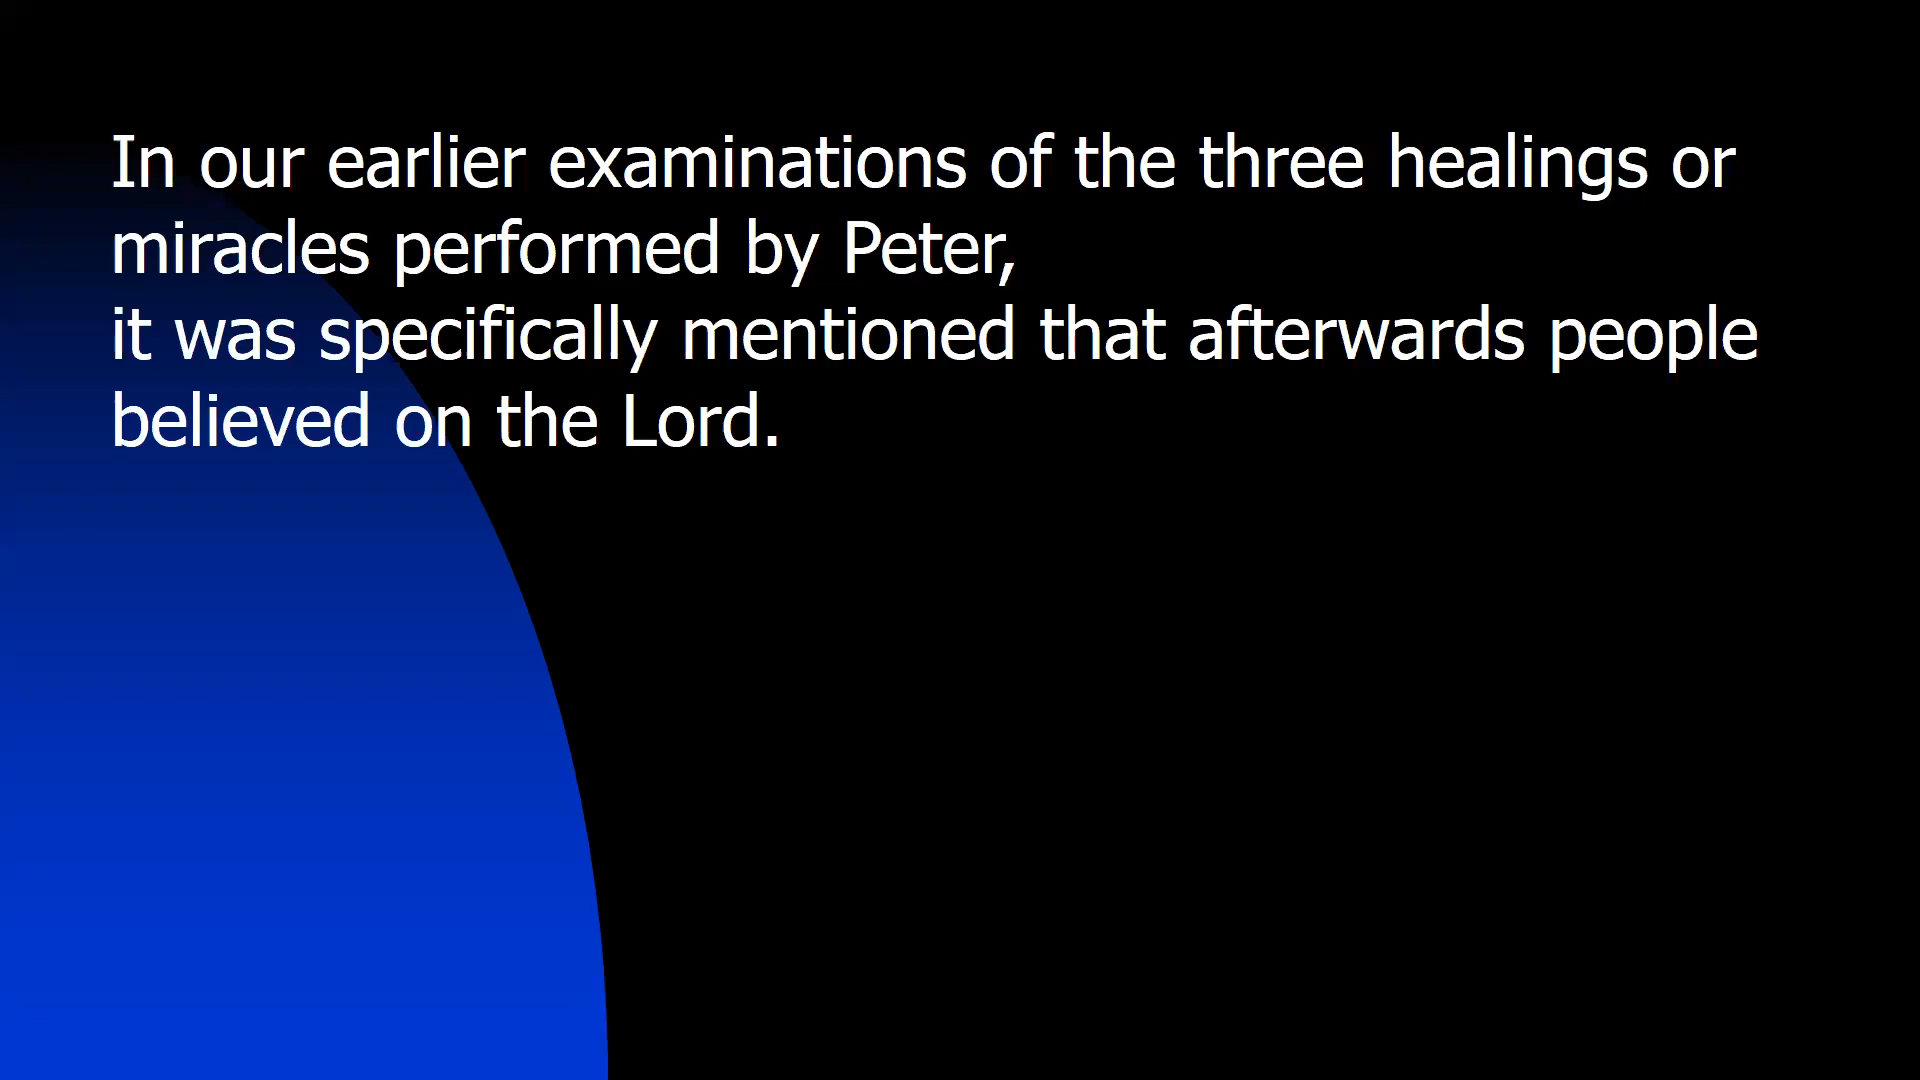 In our earlier examinations of the three healings or
miracles performed by Peter,
it was specifically mentioned that afterwards people
believed on the Lord.